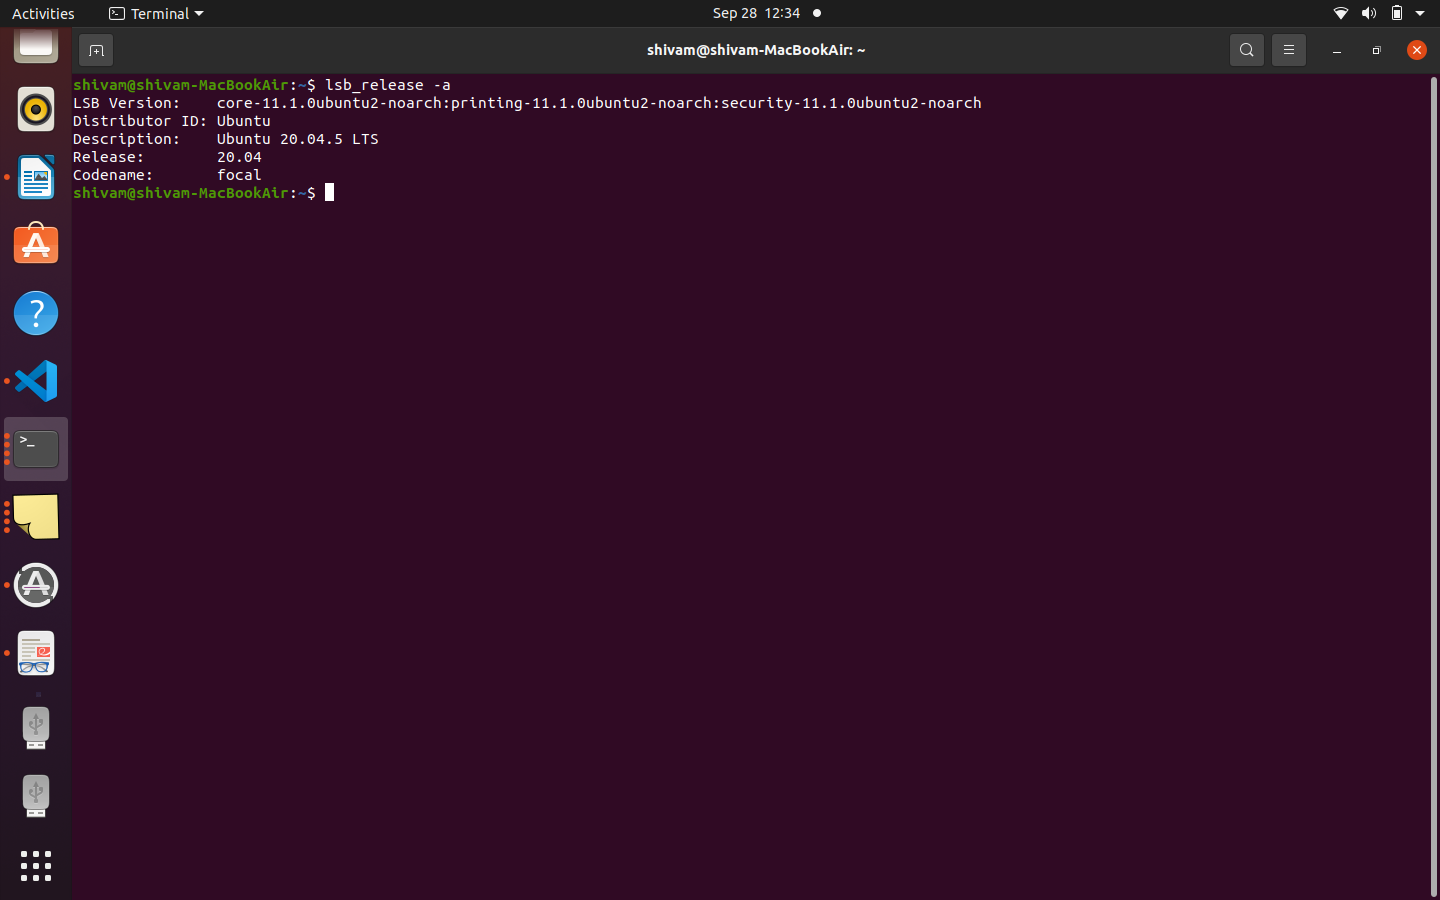 Activities Terminal Sep 28 12:34
shivam@shivam-MacBookAir: ~
shivam@shivam-MacBookAir:~$ lsb_release -a
LSB Version:    core-11.1.0ubuntu2-noarch:printing-11.1.0ubuntu2-noarch:security-11.1.0ubuntu2-noarch
Distributor ID: Ubuntu
Description:    Ubuntu 20.04.5 LTS
Release:        20.04
Codename:       focal
shivam@shivam-MacBookAir:~$